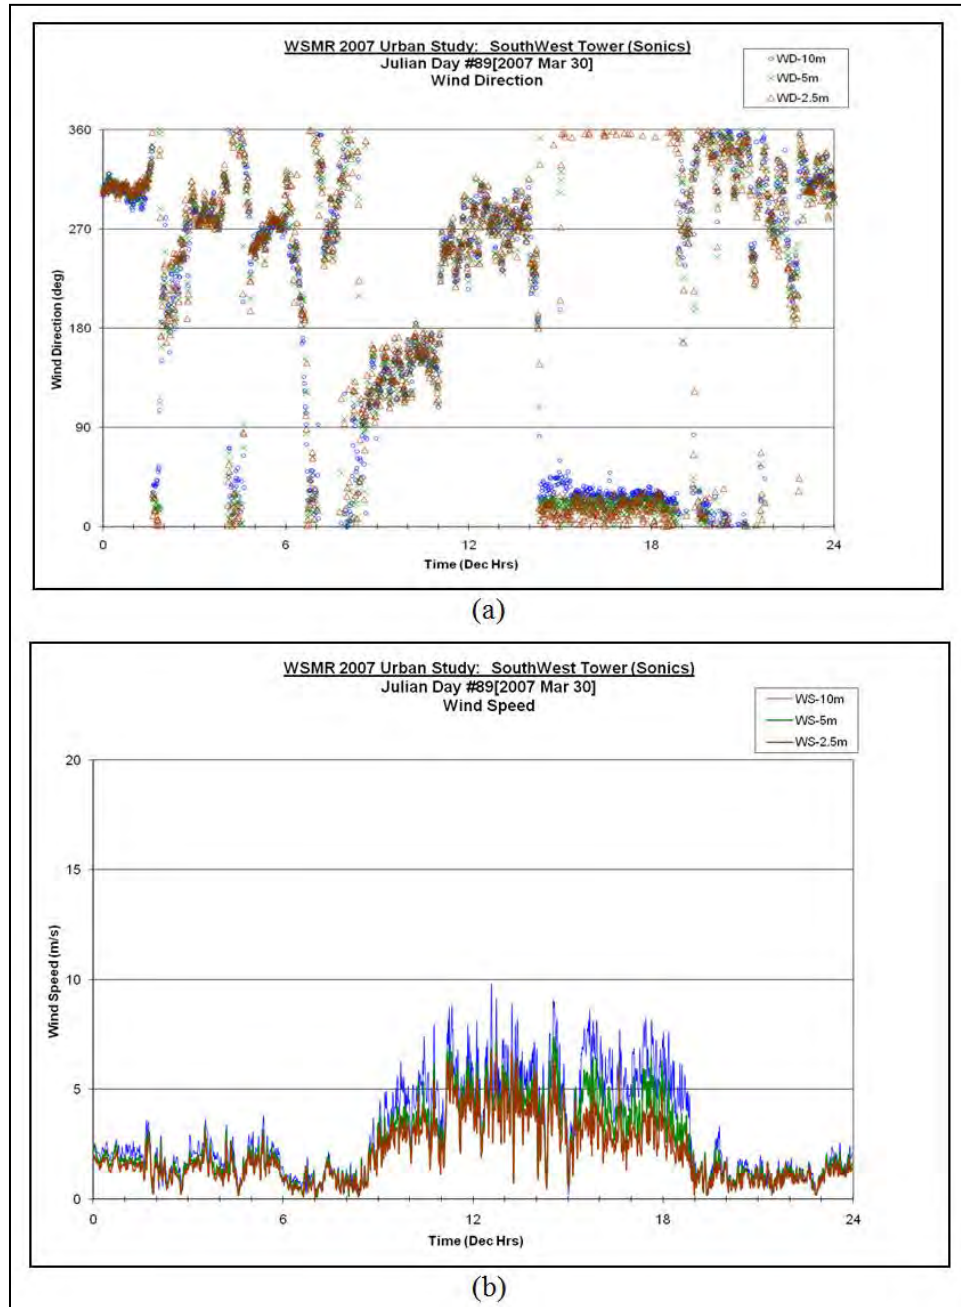 WSMR 2007 Urban Study: SouthWest Tower (Sonics)
Julian Day #89[2007 Mar 30]
Wind Direction
WD-10m
WD-5m
WD-2.5m
360
270
180
90
0
Wind Direction (deg)
0 6 12 18 24
Time (Dec Hrs)
(a)
WSMR 2007 Urban Study: SouthWest Tower (Sonics)
Julian Day #89[2007 Mar 30]
Wind Speed
WS-10m
WS-5m
WS-2.5m
20
15
10
5
0
Wind Speed (m/s)
0 6 12 18 24
Time (Dec Hrs)
(b)